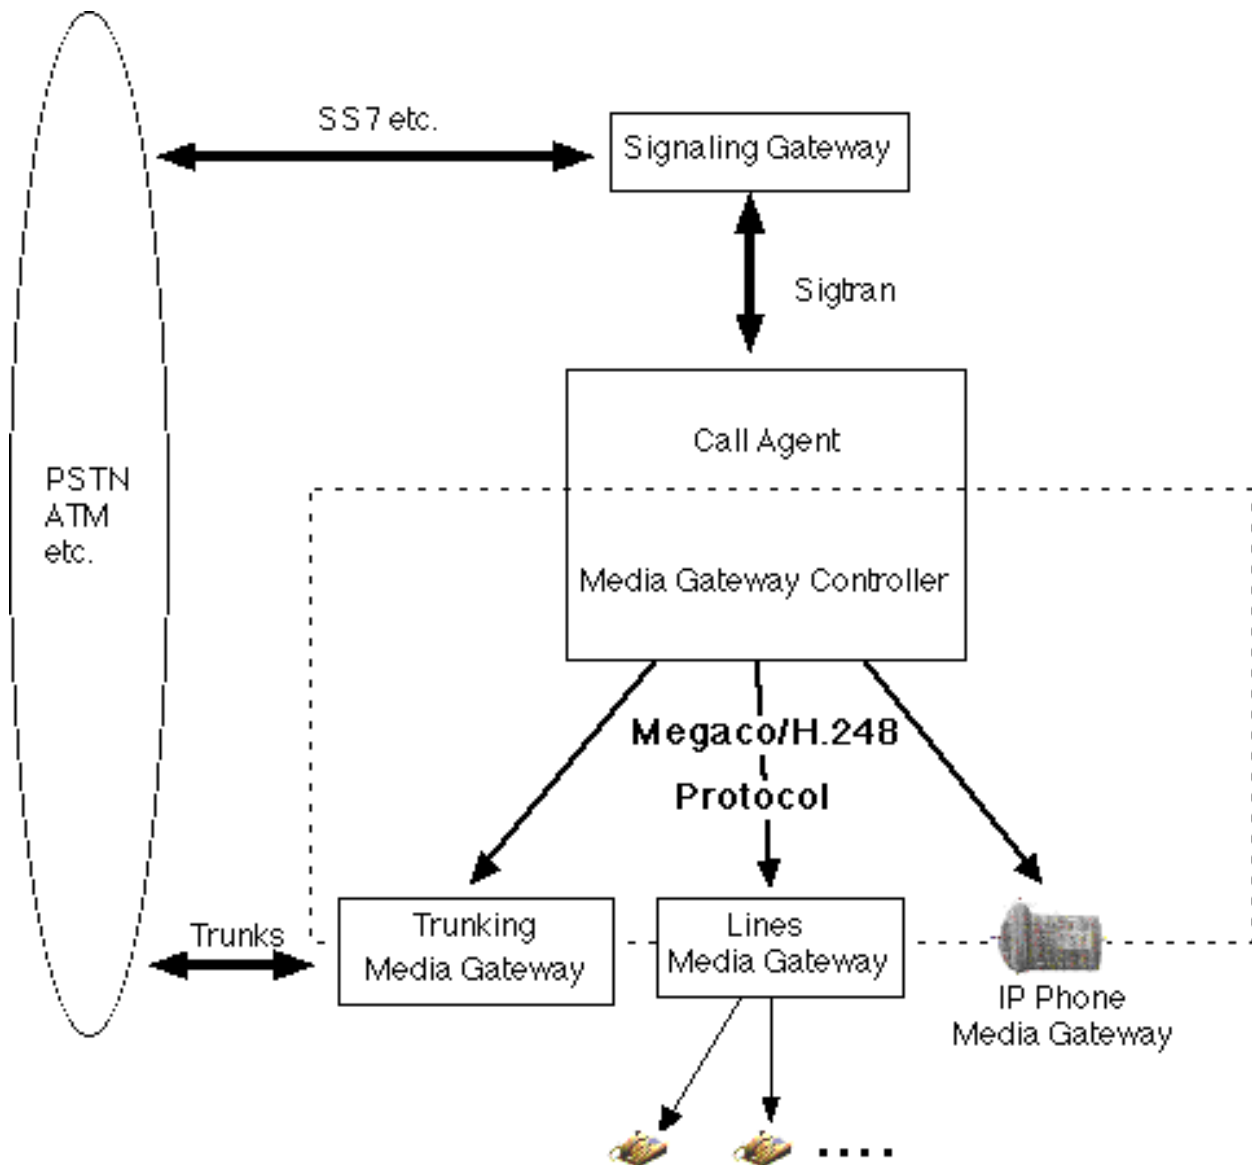 SS7 etc.
Signaling Gateway
Sigtran
Call Agent
PSTN
ATM
etc.
Media Gateway Controller
Megaco/H.248
Protocol
Trunks
Trunking
Media Gateway
Lines
Media Gateway
IP Phone
Media Gateway